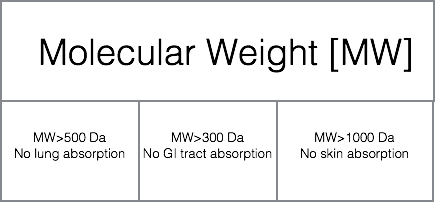 Molecular Weight [MW]
MW>500 Da
No lung absorption
MW>300 Da
No GI tract absorption
MW>1000 Da
No skin absorption